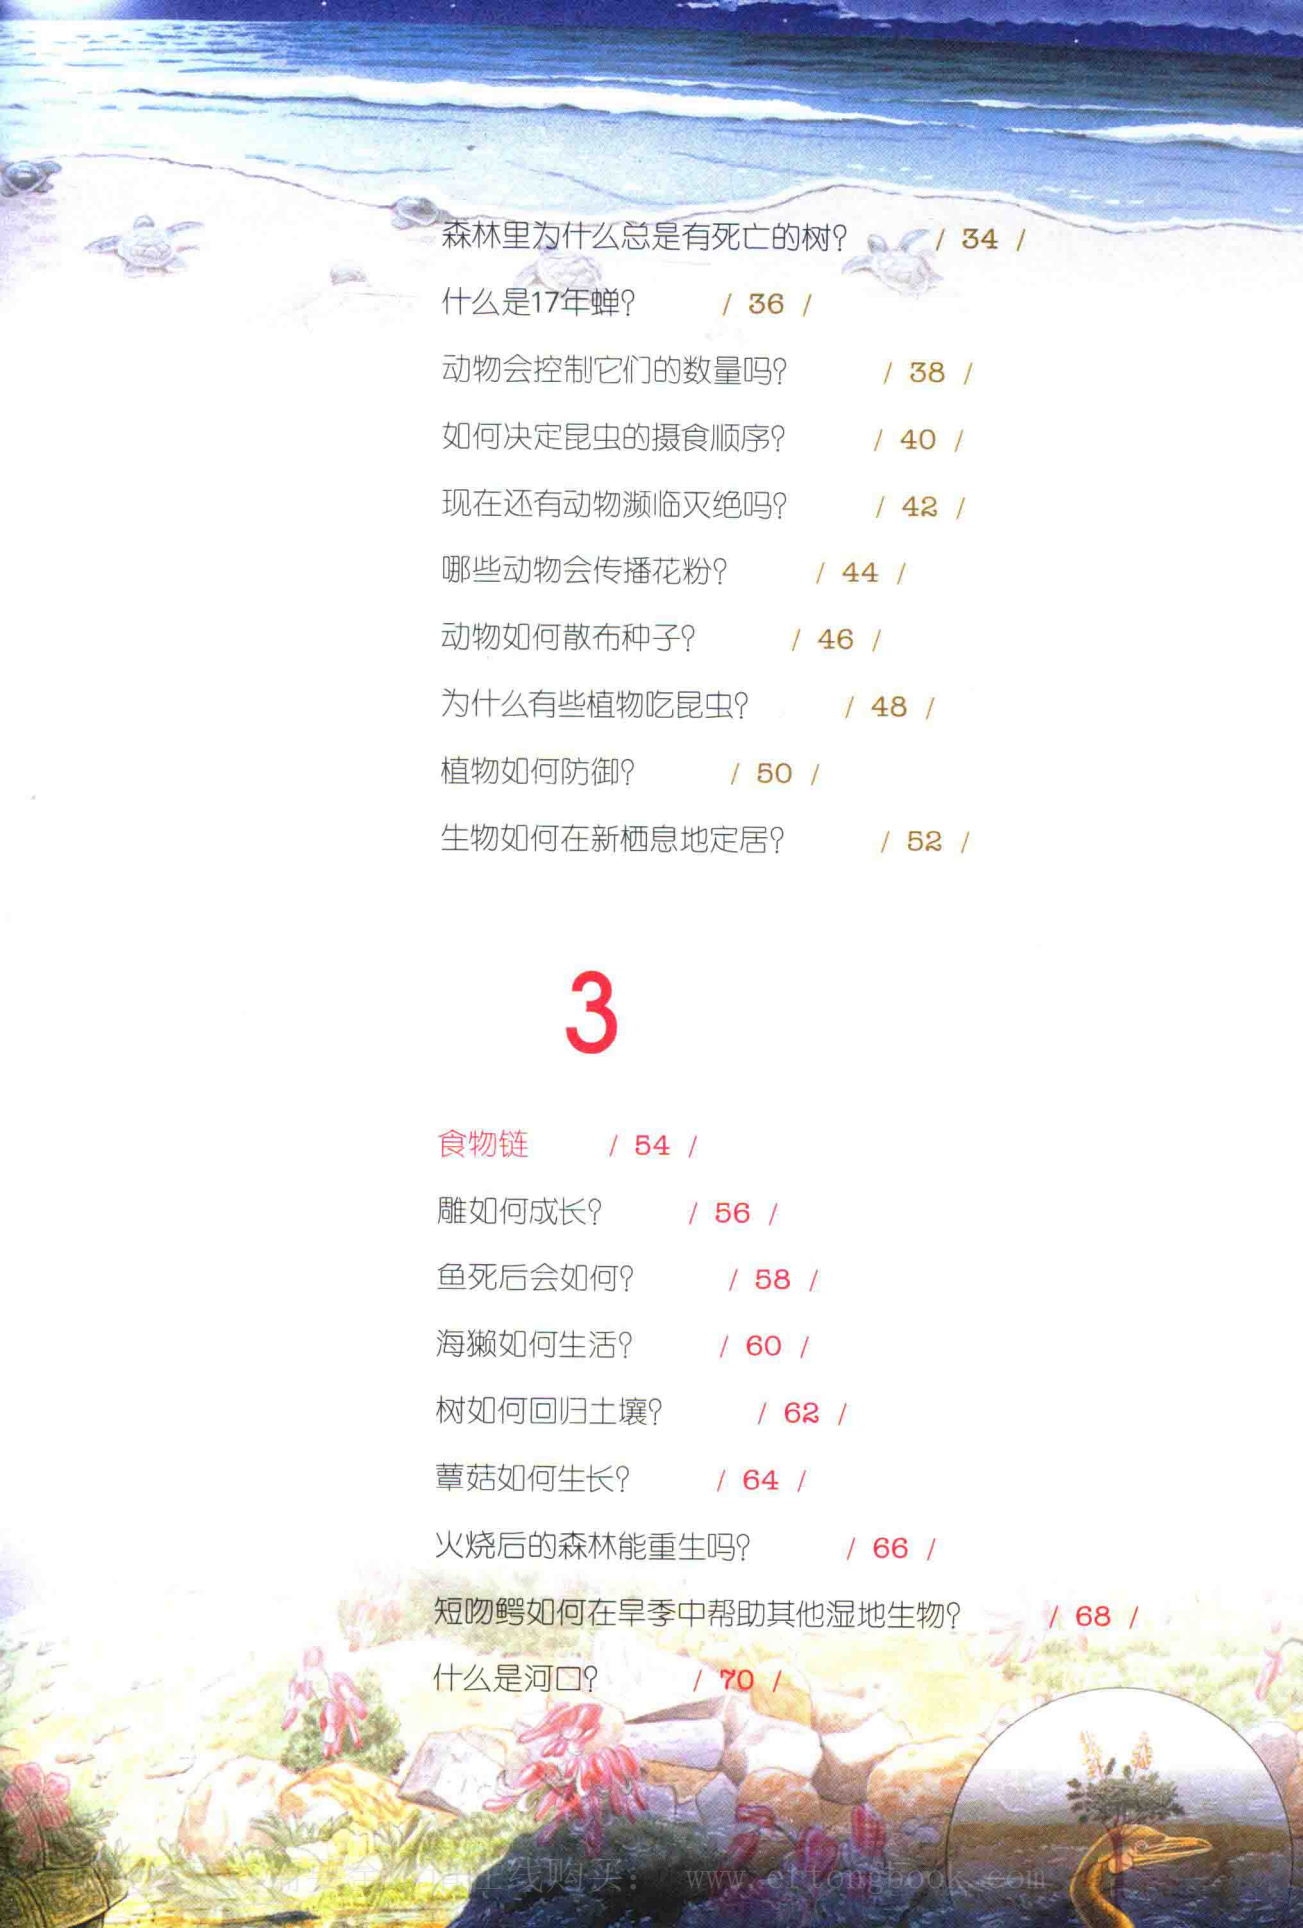 森林里为什么总是有死亡的树? / 34 /
什么是17年蝉? / 36 /
动物会控制它们的数量吗? / 38 /
如何决定昆虫的摄食顺序? / 40 /
现在还有动物濒临灭绝吗? / 42 /
哪些动物会传播花粉? / 44 /
动物如何散布种子? / 46 /
为什么有些植物吃昆虫? / 48 /
植物如何防御? / 50 /
生物如何在新栖息地定居? / 52 /
3
食物链 / 54 /
雕如何成长? / 56 /
鱼死后会如何? / 58 /
海獭如何生活? / 60 /
树如何回归土壤? / 62 /
蕈菇如何生长? / 64 /
火烧后的森林能重生吗? / 66 /
短吻鳄如何在旱季中帮助其他湿地生物? / 68 /
什么是河口? / 70 /
在线购买: www.ertongbook.com